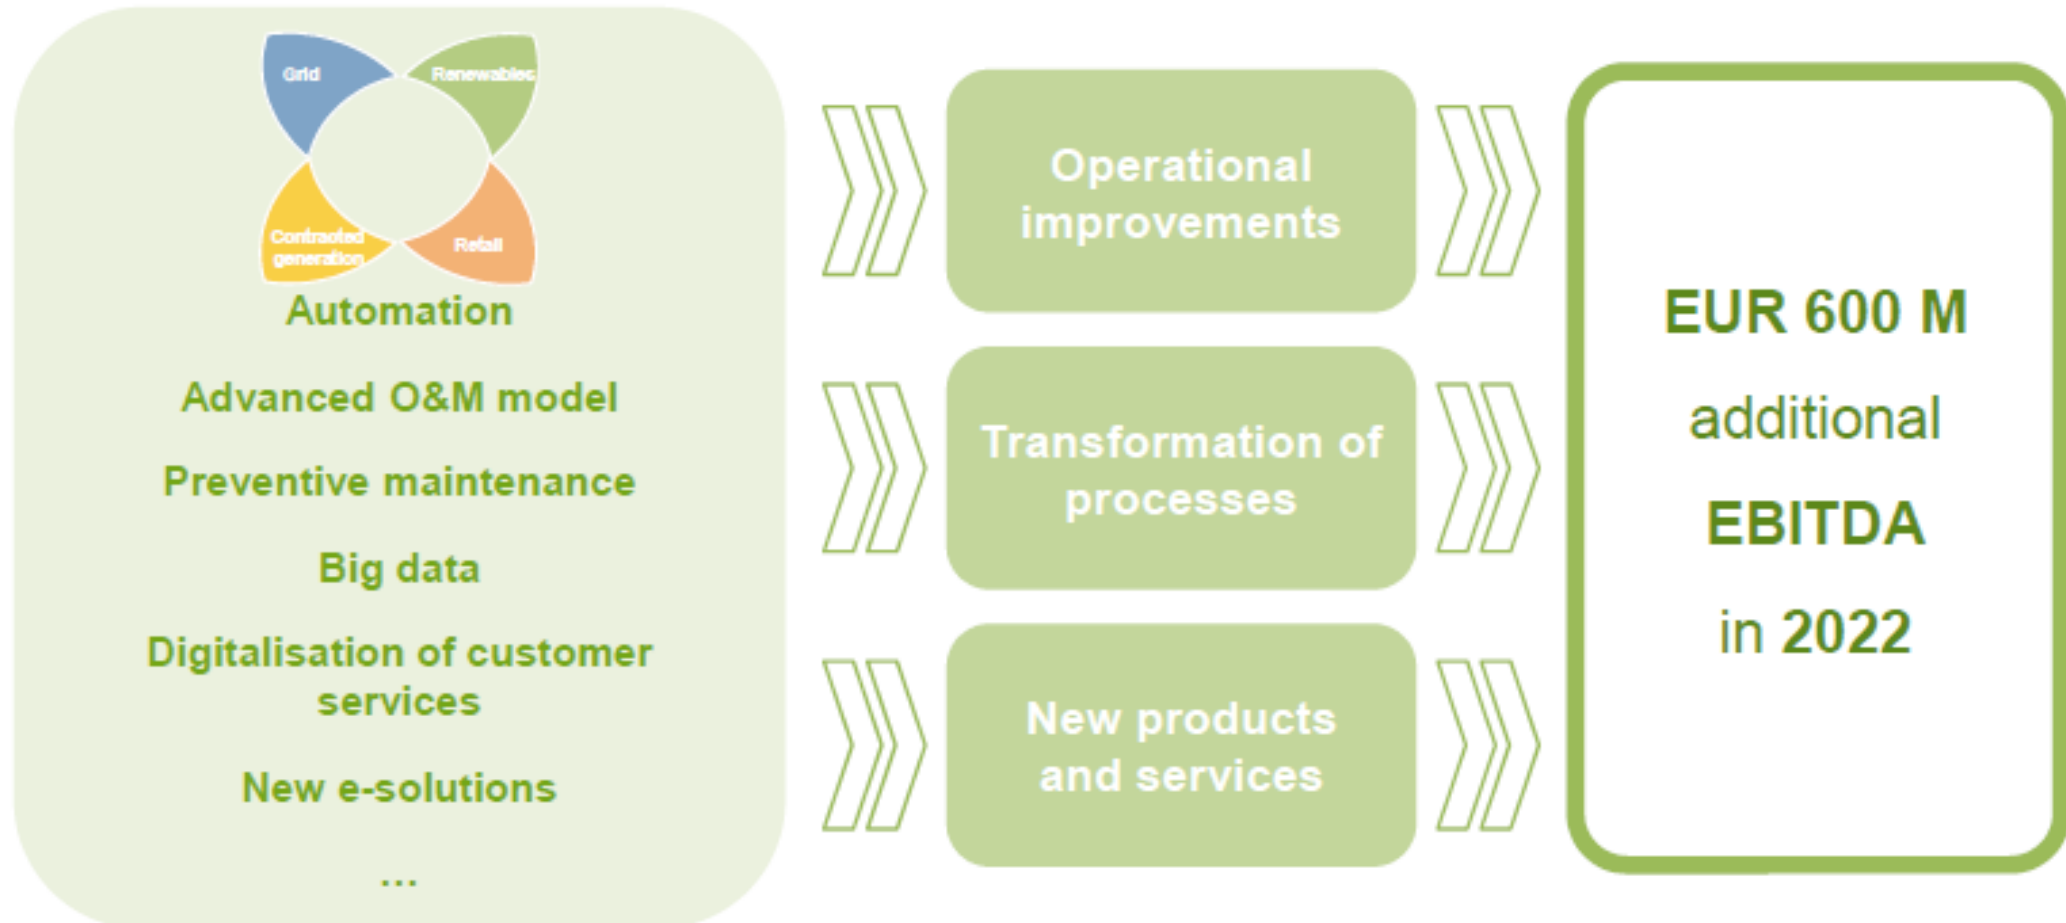 Grid
Renewables
Contracted
generation
Retail
Automation
Advanced O&M model
Preventive maintenance
Big data
Digitalisation of customer
services
New e-solutions
...
Operational
improvements
Transformation of
processes
New products
and services
EUR 600 M
additional
EBITDA
in 2022